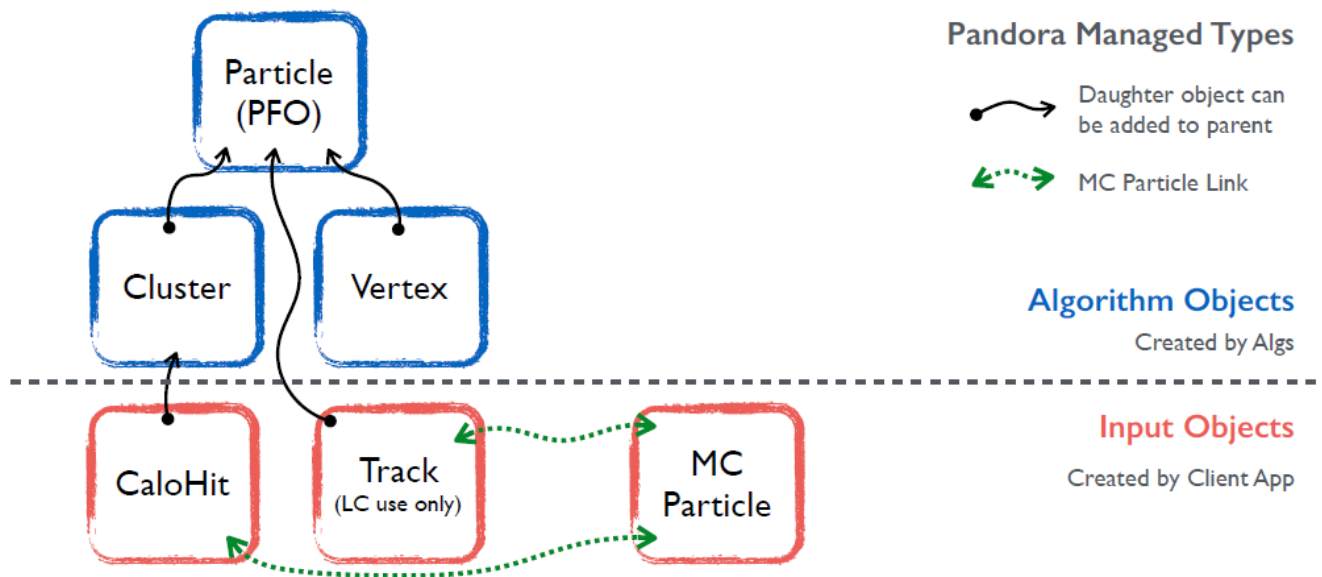 Particle
(PFO)
Cluster
Vertex
CaloHit
Track
(LC use only)
MC
Particle
Pandora Managed Types
Daughter object can
be added to parent
MC Particle Link
Algorithm Objects
Created by Algs
Input Objects
Created by Client App